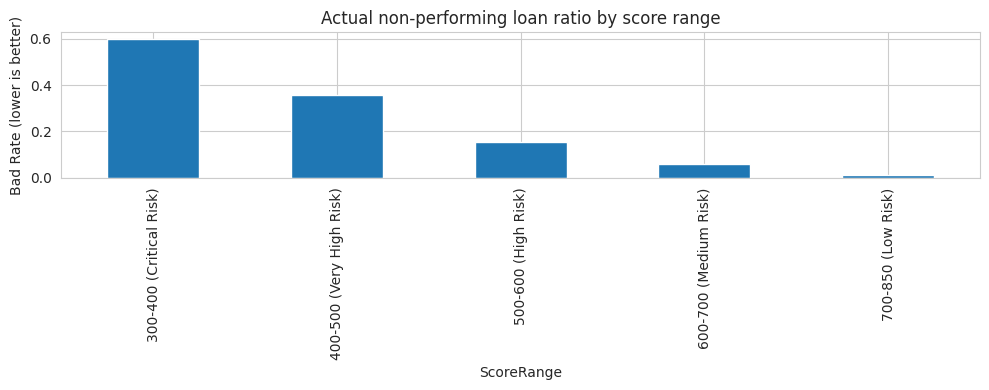 Actual non-performing loan ratio by score range
Bad Rate (lower is better)
0.6
0.4
0.2
0.0
300-400 (Critical Risk)
400-500 (Very High Risk)
500-600 (High Risk)
600-700 (Medium Risk)
700-850 (Low Risk)
ScoreRange